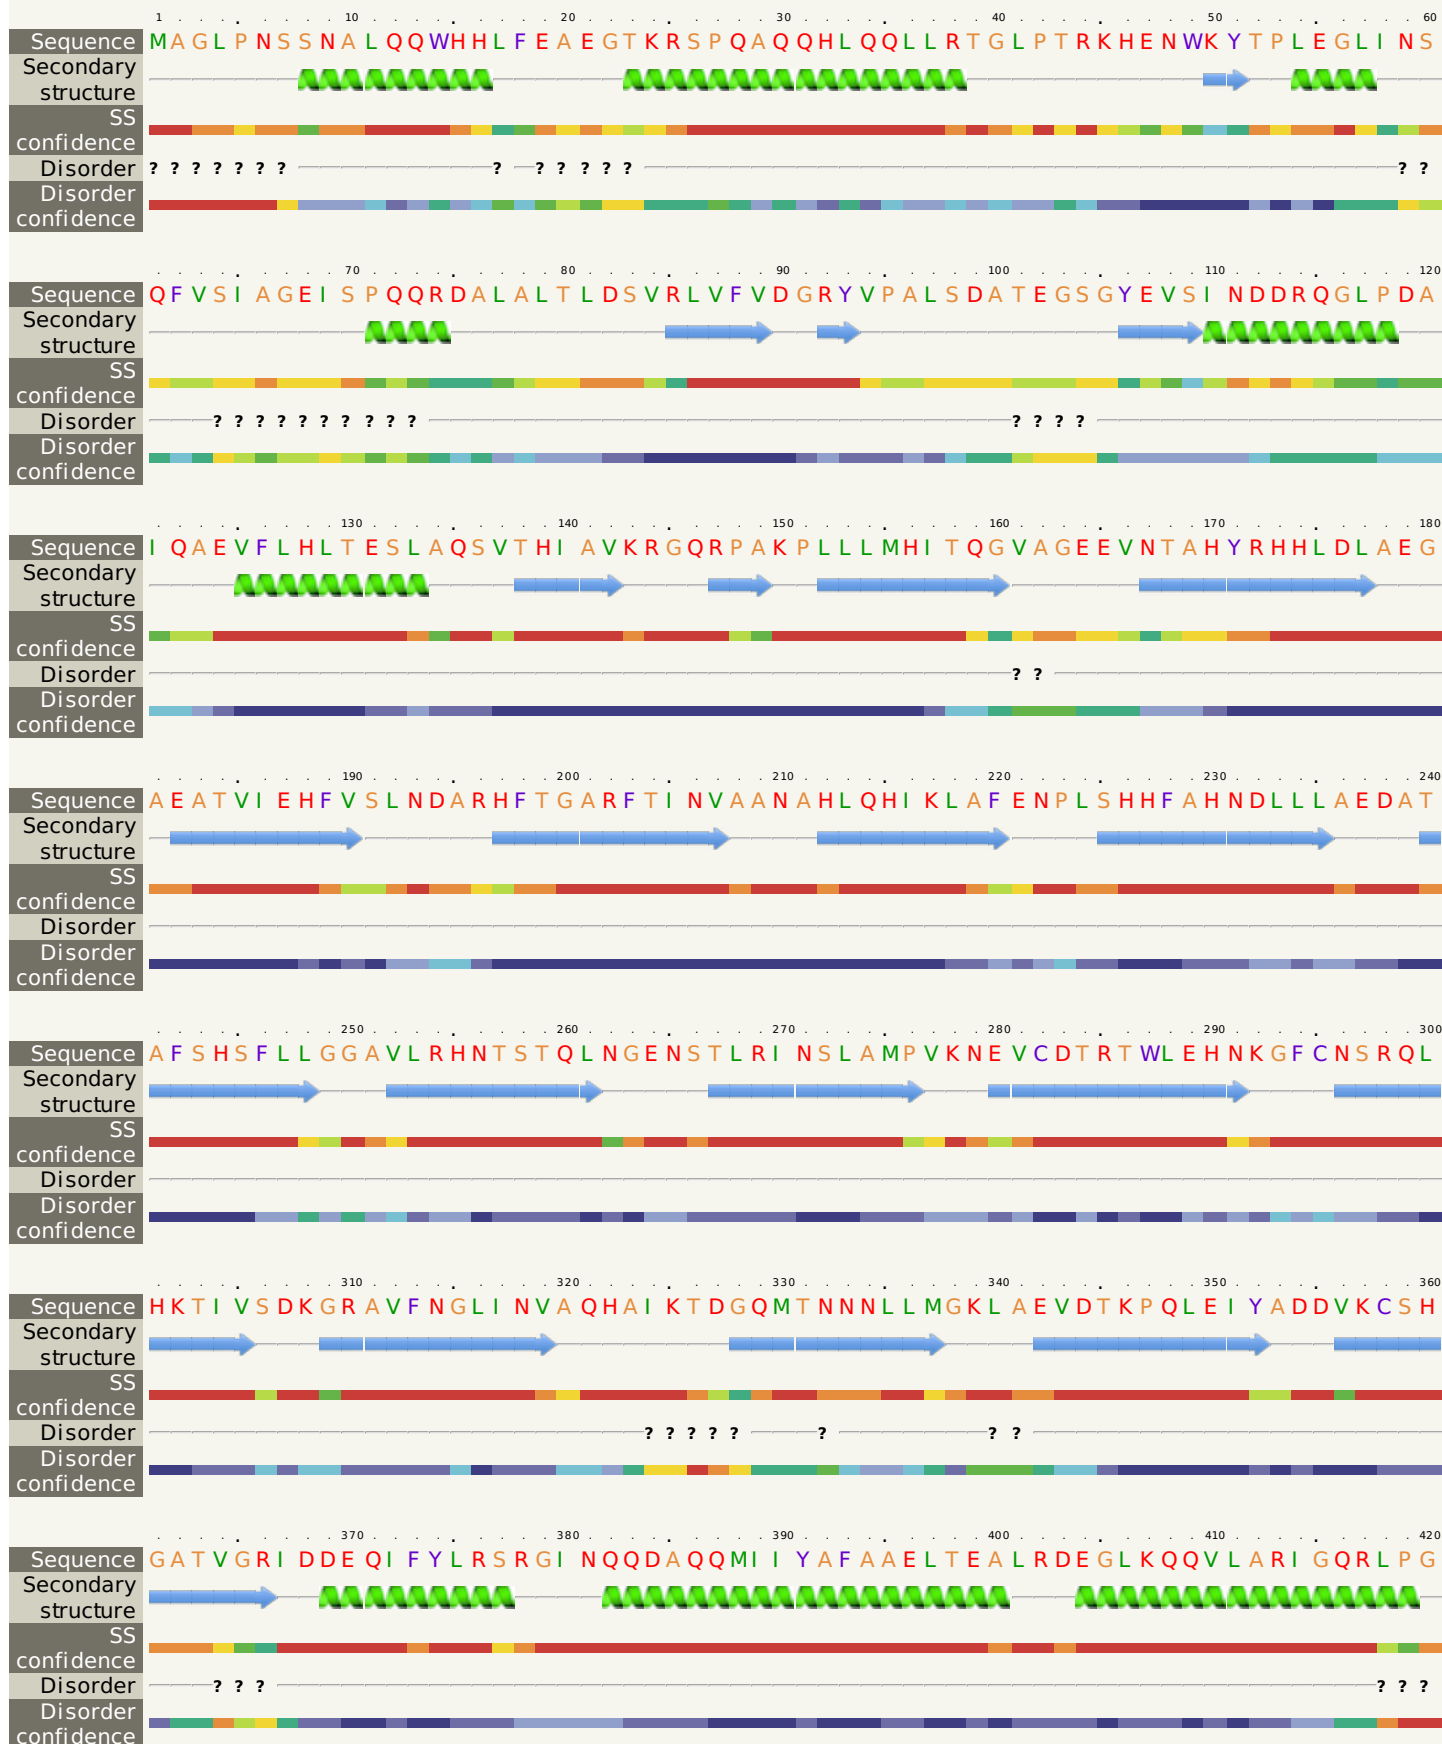 1 10 20 30 40 50 60
Sequence MAGLPNSSNALQQWHHLFEAEGTKRSPQAQQHLQQLLRTGLPTRKHENWKYTPLEGLINS
Secondary
structure
SS
confidence
Disorder ? ? ? ? ? ? ? ? ? ? ? ? ? ? ?
Disorder
confidence
70 80 90 100 110 120
Sequence QFVSIAGEISPQQRDALALTLDSVRLVFVDGRYVPALSDATEGSGYEVSINDDRQGLPDA
Secondary
structure
SS
confidence
Disorder ? ? ? ? ? ? ? ? ? ? ? ? ? ?
Disorder
confidence
130 140 150 160 170 180
Sequence IQAEVFLHLTESLAQSVTHIAVKRGQRPAKPLLLMHITQGVAGEEVNTAHYRHHLDLAEG
Secondary
structure
SS
confidence
Disorder ? ?
Disorder
confidence
190 200 210 220 230 240
Sequence AEATVIEHFVSLNDARHFTGARFTINVAANAHLQHIKLAFENPLSHHFAHNDLLLAEDAT
Secondary
structure
SS
confidence
Disorder
Disorder
confidence
250 260 270 280 290 300
Sequence AFSHSFLLGGAVLRHNTSTQLNGENSTLRINSLAMPVKNEVCDTRTWLEHNKGFCNSRQL
Secondary
structure
SS
confidence
Disorder
Disorder
confidence
310 320 330 340 350 360
Sequence HKTIVSDKGRAVFNGLINVAQHAIKTDGQMTNNNLLMGKLAEVDTKPQLEIYADDVKCSH
Secondary
structure
SS
confidence
Disorder ? ? ? ? ? ? ? ?
Disorder
confidence
370 380 390 400 410 420
Sequence GATVGRIDDEQIFYLRSRGINQQDAQQMIIYAFAAELTEALRDEGLKQQVLARIGQRLPG
Secondary
structure
SS
confidence
Disorder ? ? ? ? ? ?
Disorder
confidence